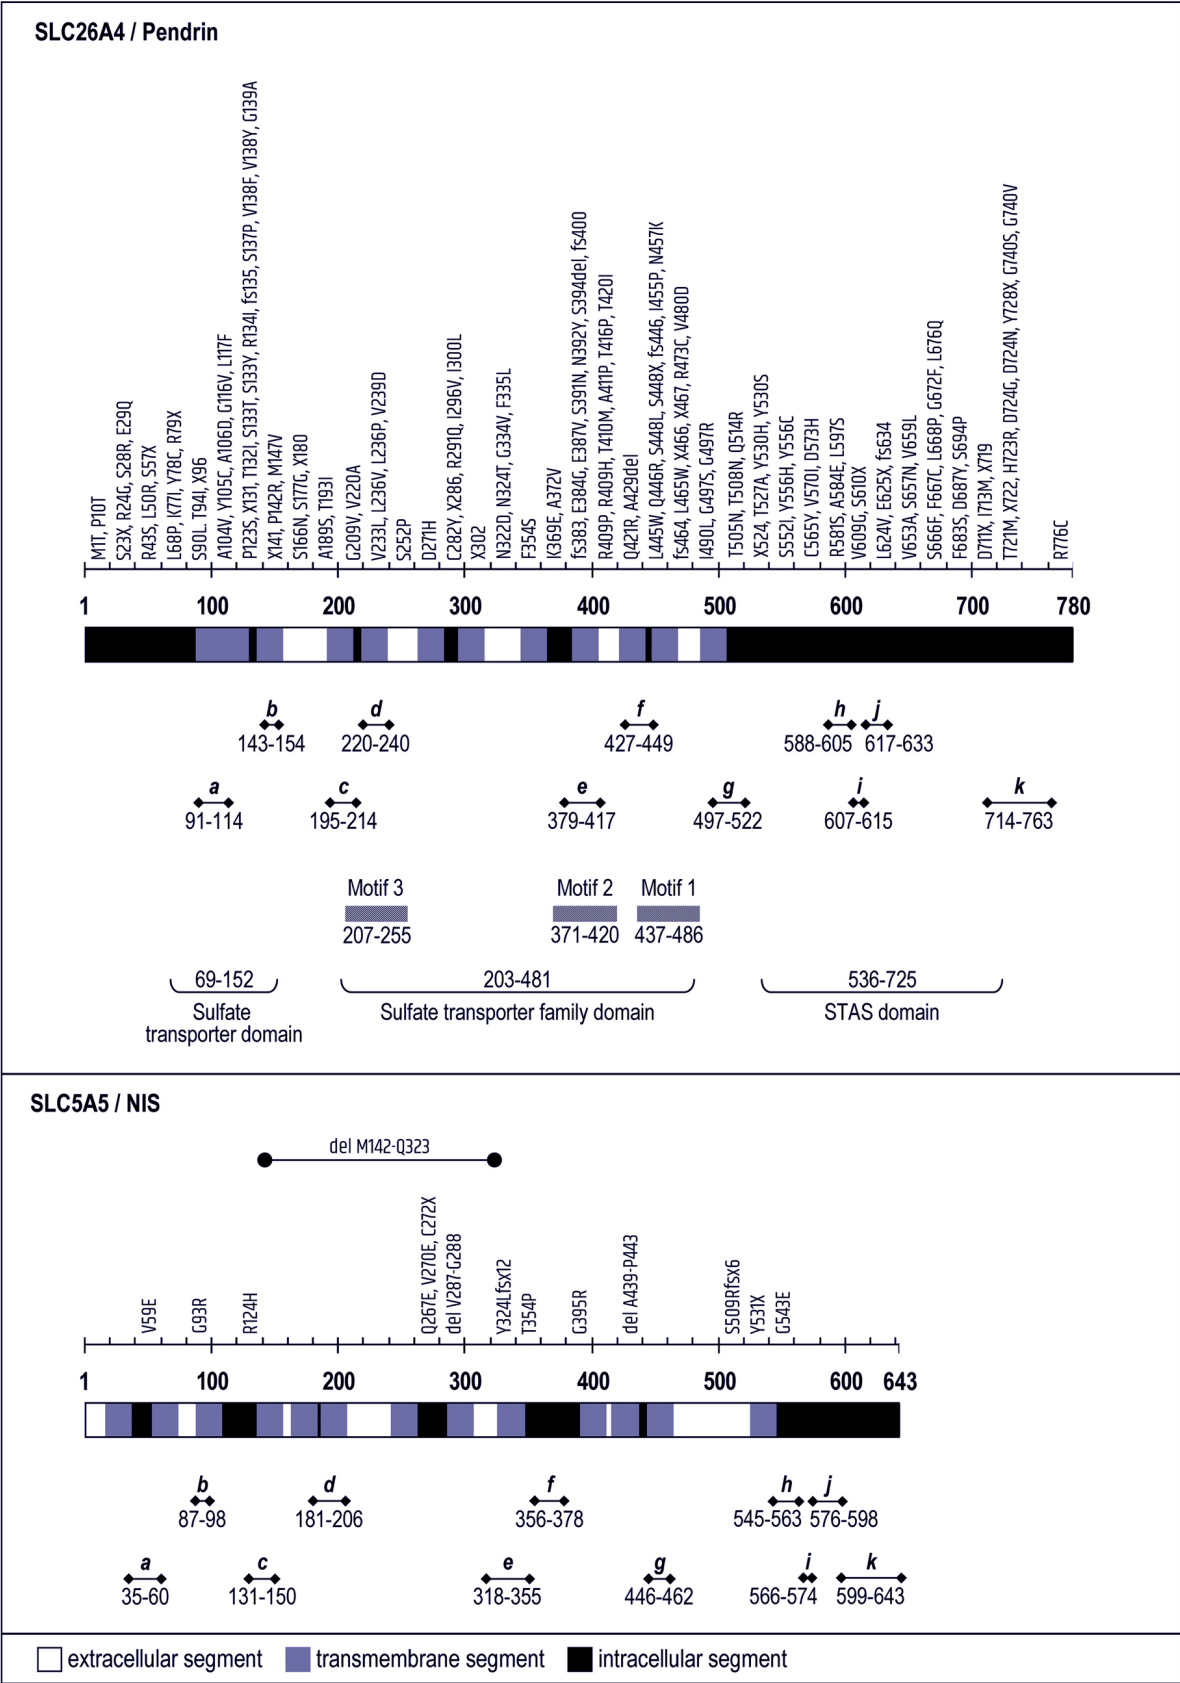 SLC26A4 / Pendrin
M1T, P10T
S23X, R24G, S28R, E29Q
R43S, L50R, S57X
L68P, K77I, Y78C, R79X
S90L. T94I, X96
A104V, Y105C, A106D, G116V, L117F
P123S, X131, T132I, S133T, S133Y, R134I, fs135, S137P, V138F, V138Y, G139A
X141, P142R, M147V
S166N, S177G, X180
A189S, T193I
G209V, V220A
V233L, L236V, L236P, V239D
S252P
D271H
C282Y, X286, R291Q, I296V, I300L
X302
N322D, N324T, G334V, F335L
F354S
K369E, A372V
fs383, E384G, E387V, S391N, N392Y, S394del, fs400
R409P, R409H, T410M, A411P, T416P, T420I
Q421R, A429del
L445W, Q446R, S448L, S448X, fs446, I455P, N457K
fs464, L465W, X466, X467, R473C, V480D
I490L, G497S, G497R
T505N, T508N, Q514R
X524, T527A, Y530H, Y530S
S552I, Y556H, Y556C
C565Y, V570I, D573H
R581S, A584E, L597S
V609G, S610X
L624V, E625X, fs634
V653A, S657N, V659L
S666F, F667C, L668P, G672F, L676Q
F683S, D687Y, S694P
D711X, I713M, X719
T721M, X722, H723R, D724G, D724N, Y728X, G740S, G740V
R776C
1 100 200 300 400 500 600 700 780
b d f h j
143-154 220-240 427-449 588-605 617-633
a c e g i k
91-114 195-214 379-417 497-522 607-615 714-763
Motif 3 Motif 2 Motif 1
207-255 371-420 437-486
69-152 203-481 536-725
Sulfate Sulfate transporter family domain STAS domain
transporter domain
SLC5A5 / NIS
del M142-Q323
V59E
G93R
R124H
Q267E, V270E, C272X
del V287-G288
Y324Lfsx12
T354P
G395R
del A439-P443
S509Rfsx6
Y531X
G543E
1 100 200 300 400 500 600 643
b d f h j
87-98 181-206 356-378 545-563 576-598
a c e g i k
35-60 131-150 318-355 446-462 566-574 599-643
extracellular segment transmembrane segment intracellular segment